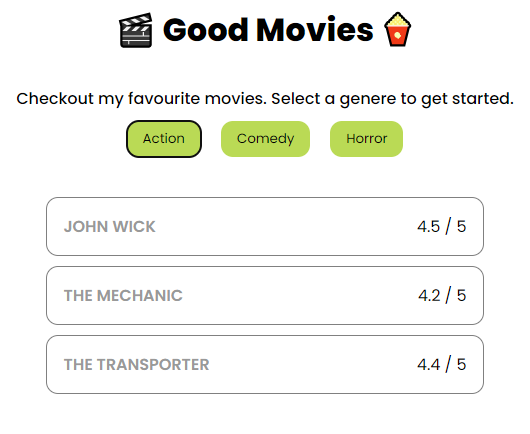 🎬 Good Movies 🍿
Checkout my favourite movies. Select a genere to get started.
Action Comedy Horror
JOHN WICK 4.5 / 5
THE MECHANIC 4.2 / 5
THE TRANSPORTER 4.4 / 5